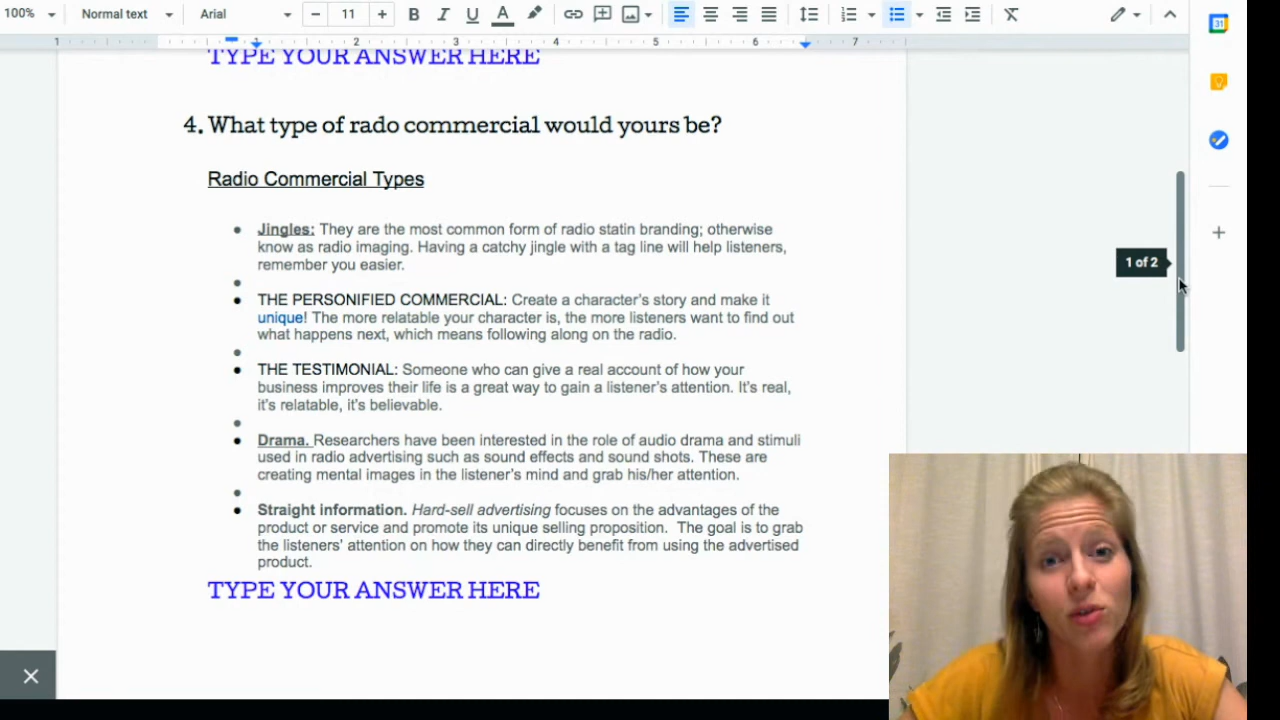 100% Normal text Arial 11 B I U A
1 1 2 3 4 5 6 7
31
TYPE YOUR ANSWER HERE
4. What type of rado commercial would yours be?
Radio Commercial Types
Jingles: They are the most common form of radio statin branding; otherwise
know as radio imaging. Having a catchy jingle with a tag line will help listeners,
remember you easier.
1 of 2
THE PERSONIFIED COMMERCIAL: Create a character's story and make it
unique! The more relatable your character is, the more listeners want to find out
what happens next, which means following along on the radio.
THE TESTIMONIAL: Someone who can give a real account of how your
business improves their life is a great way to gain a listener's attention. It's real,
it's relatable, it's believable.
Drama. Researchers have been interested in the role of audio drama and stimuli
used in radio advertising such as sound effects and sound shots. These are
creating mental images in the listener's mind and grab his/her attention.
Straight information. Hard-sell advertising focuses on the advantages of the
product or service and promote its unique selling proposition. The goal is to grab
the listeners' attention on how they can directly benefit from using the advertised
product.
TYPE YOUR ANSWER HERE